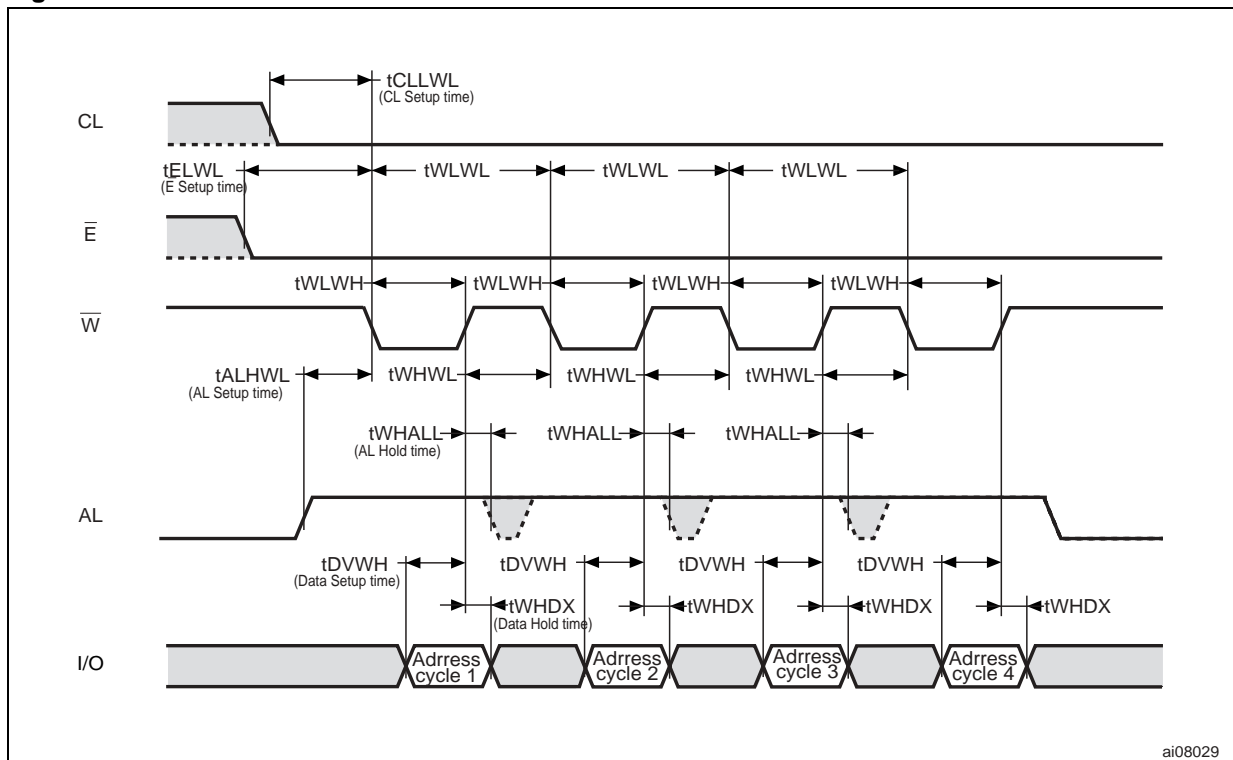 tCLLWL
(CL Setup time)
CL
tELWL
(E Setup time)
tWLWL
tWLWL
tWLWL
E
tWLWH
tWLWH
tWLWH
tWLWH
W
tALHWL
(AL Setup time)
tWHWL
tWHWL
tWHWL
tWHALL
(AL Hold time)
tWHALL
tWHALL
AL
tDVWH
(Data Setup time)
tDVWH
tDVWH
tDVWH
tWHDX
(Data Hold time)
tWHDX
tWHDX
tWHDX
I/O
Adrress
cycle 1
Adrress
cycle 2
Adrress
cycle 3
Adrress
cycle 4
ai08029